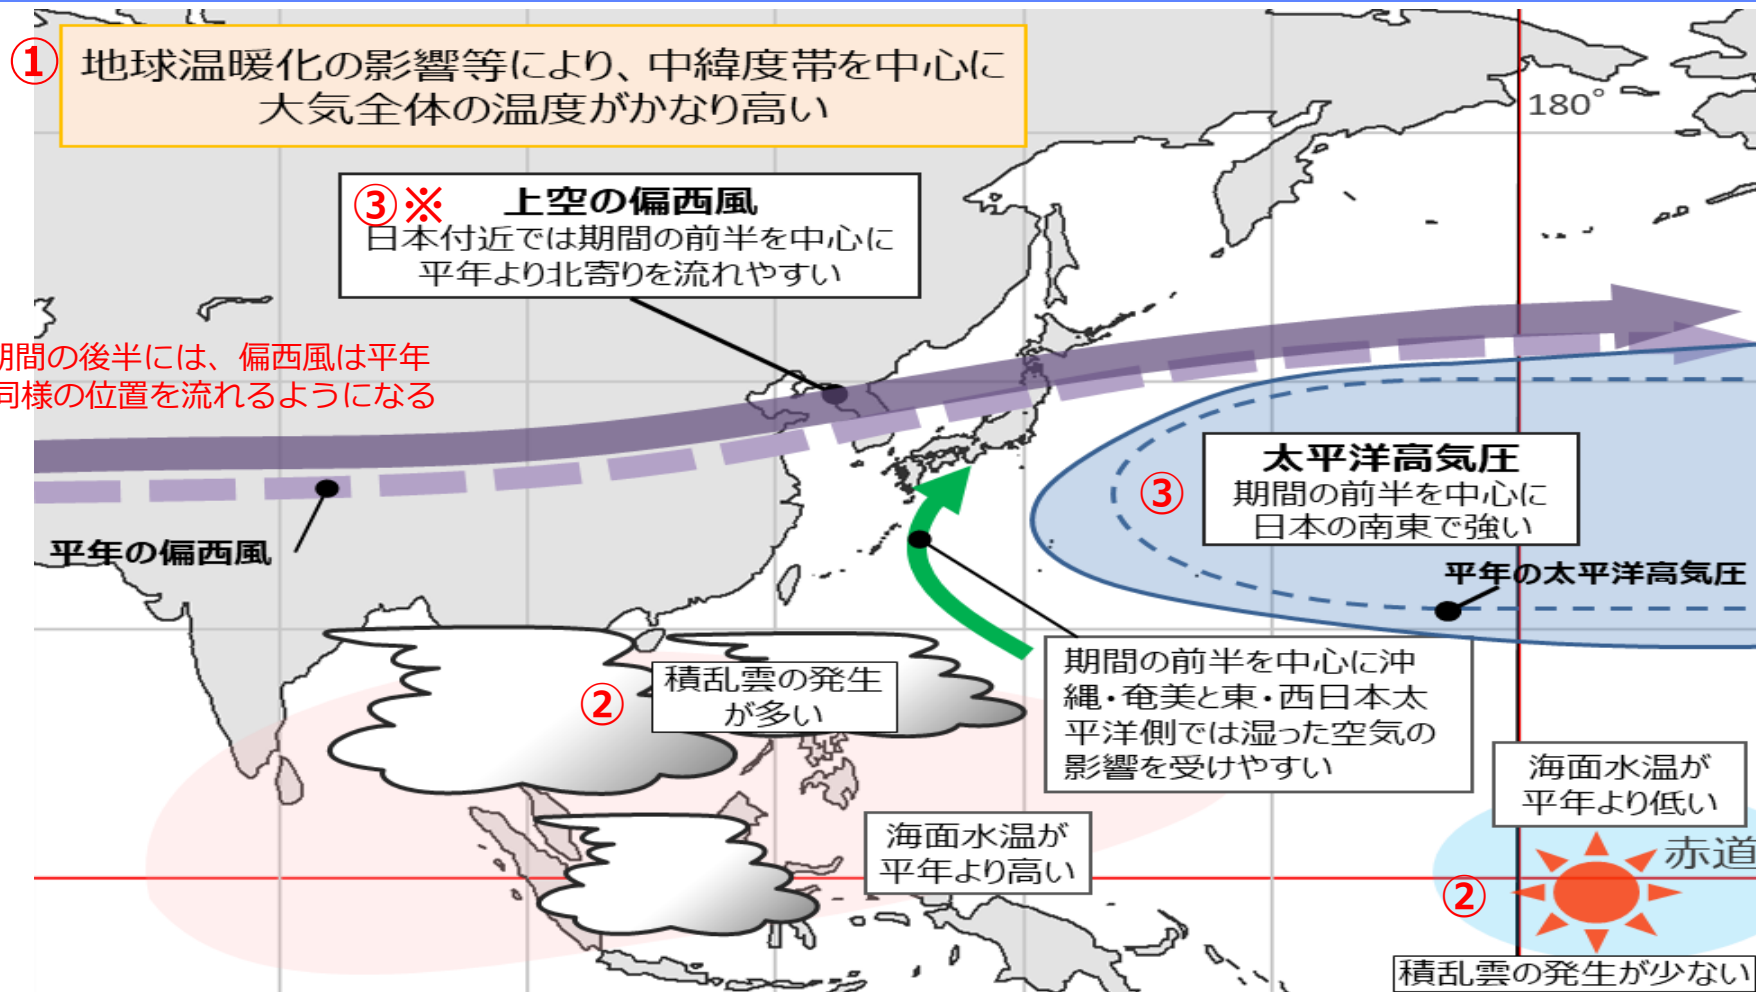 ①
地球温暖化の影響等により、中緯度帯を中心に
大気全体の温度がかなり高い
180°
③※ 上空の偏西風
日本付近では期間の前半を中心に
平年より北寄りを流れやすい
期間の後半には、偏西風は平年
同様の位置を流れるようになる
平年の偏西風
③
太平洋高気圧
期間の前半を中心に
日本の南東で強い
平年の太平洋高気圧
②
積乱雲の発生
が多い
期間の前半を中心に沖
縄・奄美と東・西日本太
平洋側では湿った空気の
影響を受けやすい
海面水温が
平年より高い
海面水温が
平年より低い
赤道
②
積乱雲の発生が少ない